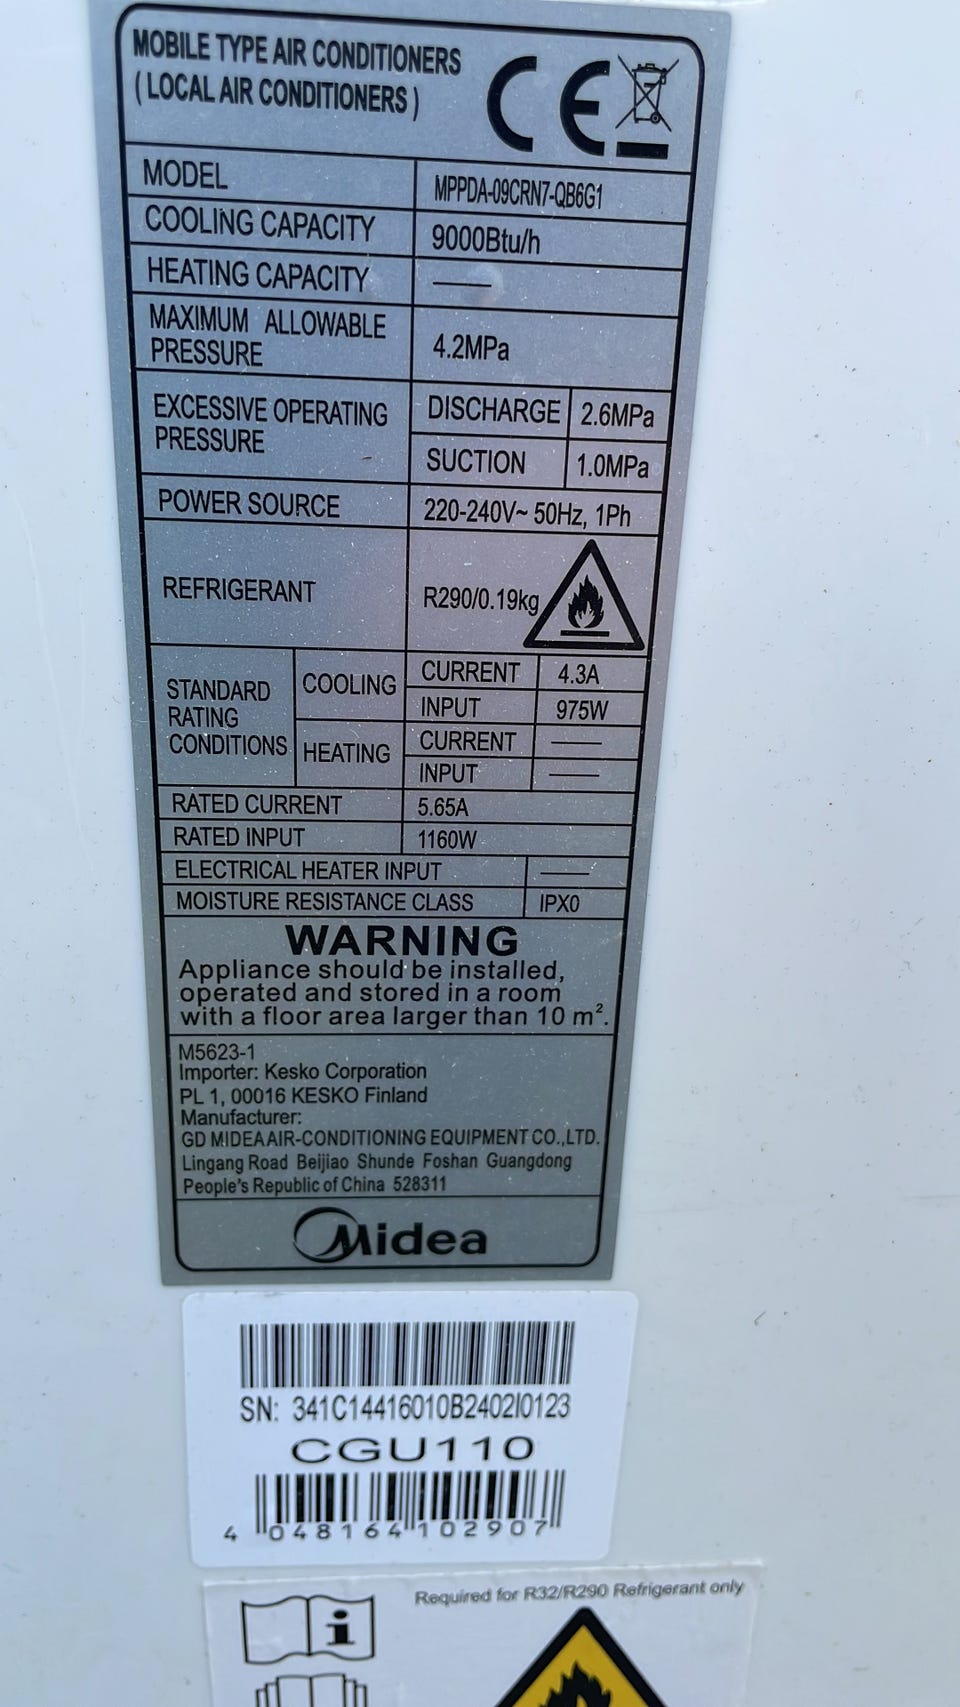 MOBILE TYPE AIR CONDITIONERS
( LOCAL AIR CONDITIONERS )
CE
MODEL MPPDA-09CRN7-QB6G1
COOLING CAPACITY 9000Btu/h
HEATING CAPACITY ——
MAXIMUM ALLOWABLE
PRESSURE 4.2MPa
EXCESSIVE OPERATING
PRESSURE
DISCHARGE 2.6MPa
SUCTION 1.0MPa
POWER SOURCE 220-240V~ 50Hz, 1Ph
REFRIGERANT R290/0.19kg
STANDARD
RATING
CONDITIONS
COOLING
CURRENT 4.3A
INPUT 975W
HEATING
CURRENT ——
INPUT ——
RATED CURRENT 5.65A
RATED INPUT 1160W
ELECTRICAL HEATER INPUT ——
MOISTURE RESISTANCE CLASS IPX0
WARNING
Appliance should be installed,
operated and stored in a room
with a floor area larger than 10 m².
M5623-1
Importer: Kesko Corporation
PL 1, 00016 KESKO Finland
Manufacturer:
GD MIDEA AIR-CONDITIONING EQUIPMENT CO.,LTD.
Lingang Road Beijiao Shunde Foshan Guangdong
People's Republic of China 528311
Midea
SN: 341C14416010B2402I0123
CGU110
4 048164 102907
Required for R32/R290 Refrigerant only